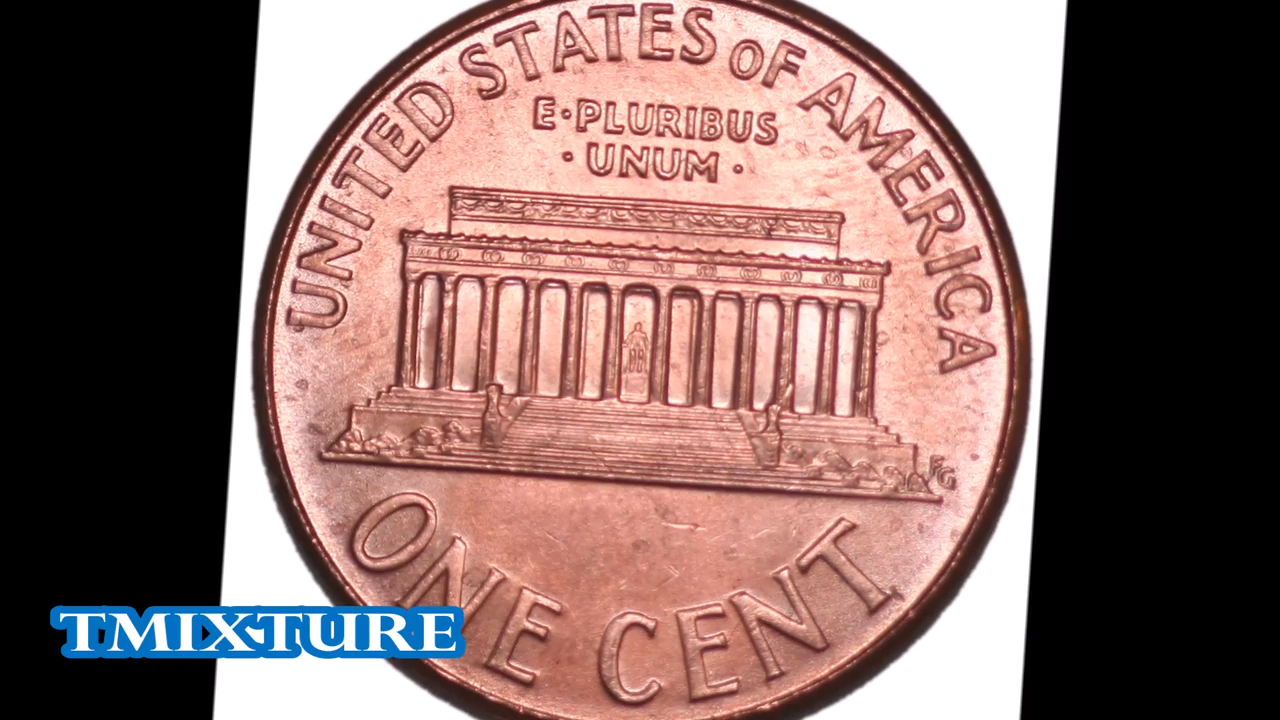 UNITED STATES OF AMERICA
E·PLURIBUS
·UNUM·
FG
ONE CENT
TMIXTURE